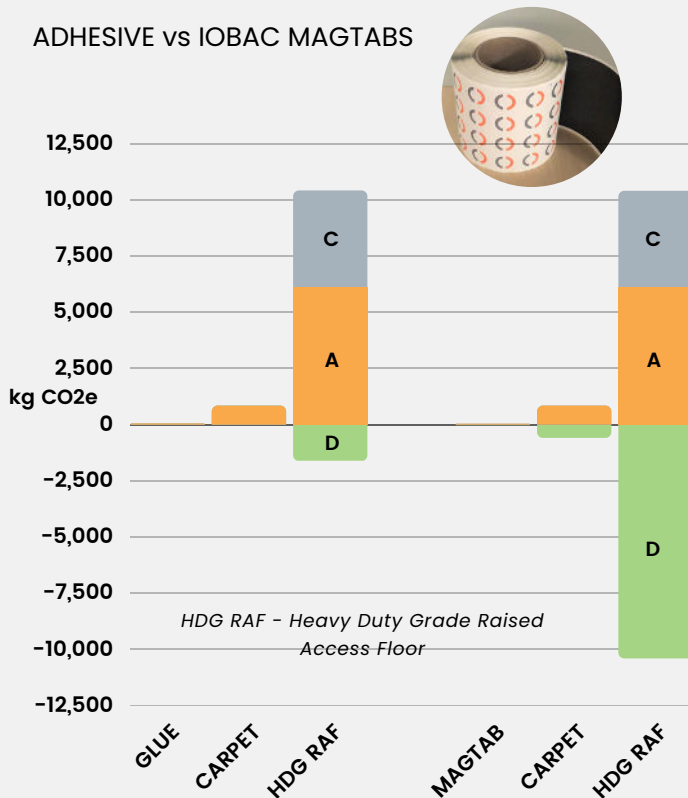 ADHESIVE vs IOBAC MAGTABS
12,500
10,000
7,500
5,000
2,500
kg CO2e
0
−2,500
−5,000
−7,500
−10,000
−12,500
C
A
D
C
A
D
HDG RAF - Heavy Duty Grade Raised
Access Floor
GLUE
CARPET
HDG RAF
MAGTAB
CARPET
HDG RAF